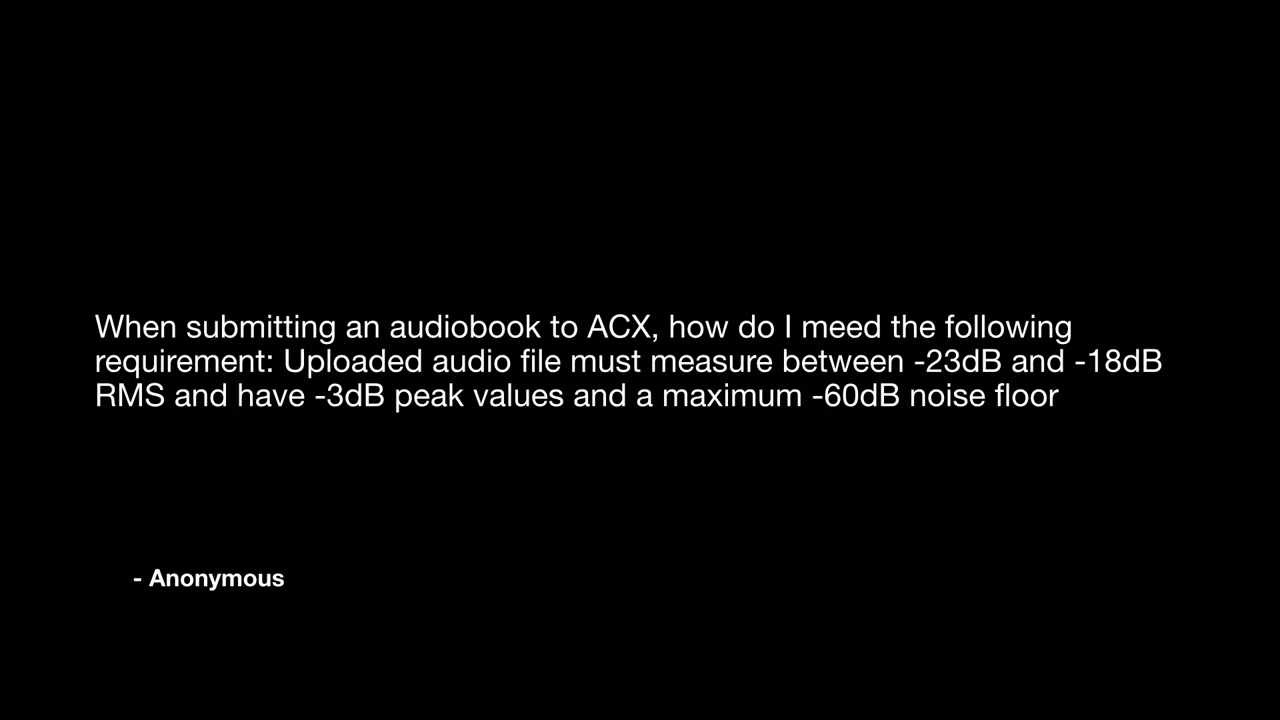 When submitting an audiobook to ACX, how do I meed the following
requirement: Uploaded audio file must measure between -23dB and -18dB
RMS and have -3dB peak values and a maximum -60dB noise floor
- Anonymous